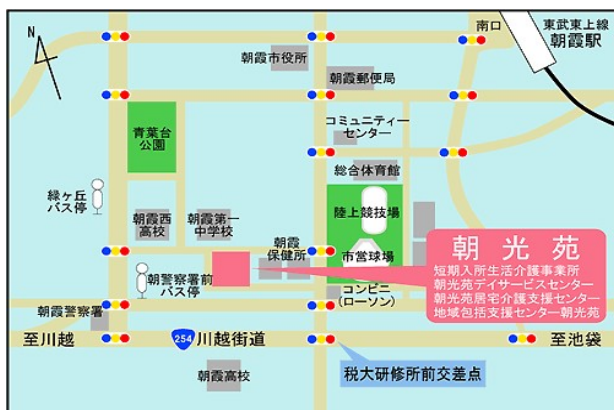 N
南口
東武東上線
朝霞駅
朝霞市役所
朝霞郵便局
コミュニティー
センター
青葉台
公園
総合体育館
緑ヶ丘
バス停
陸上競技場
朝霞西
高校
朝霞第一
中学校
朝霞
保健所
市営球場
朝光苑
短期入所生活介護事業所
朝光苑デイサービスセンター
朝光苑居宅介護支援センター
地域包括支援センター朝光苑
朝警察署前
バス停
コンビニ
(ローソン)
朝霞警察署
至川越
254
川越街道
至池袋
税大研修所前交差点
朝霞高校